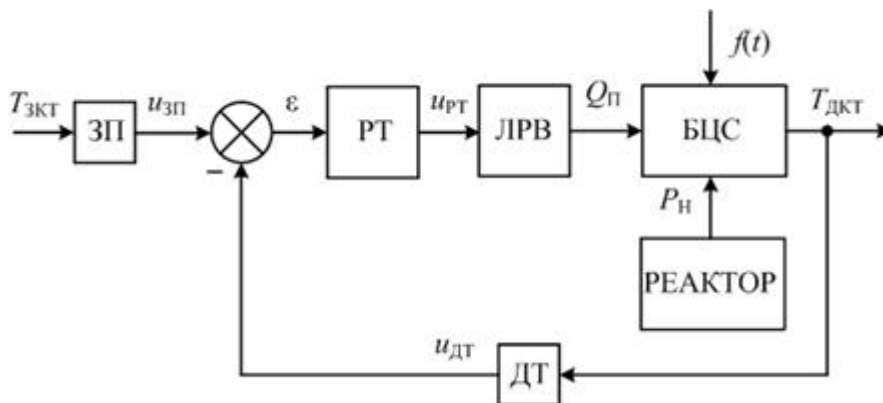 f(t)
T_ЗКТ
u_ЗП
ε
u_РТ
Q_П
T_ДКТ
ЗП
РТ
ЛРВ
БЦС
−
P_Н
РЕАКТОР
u_ДТ
ДТ